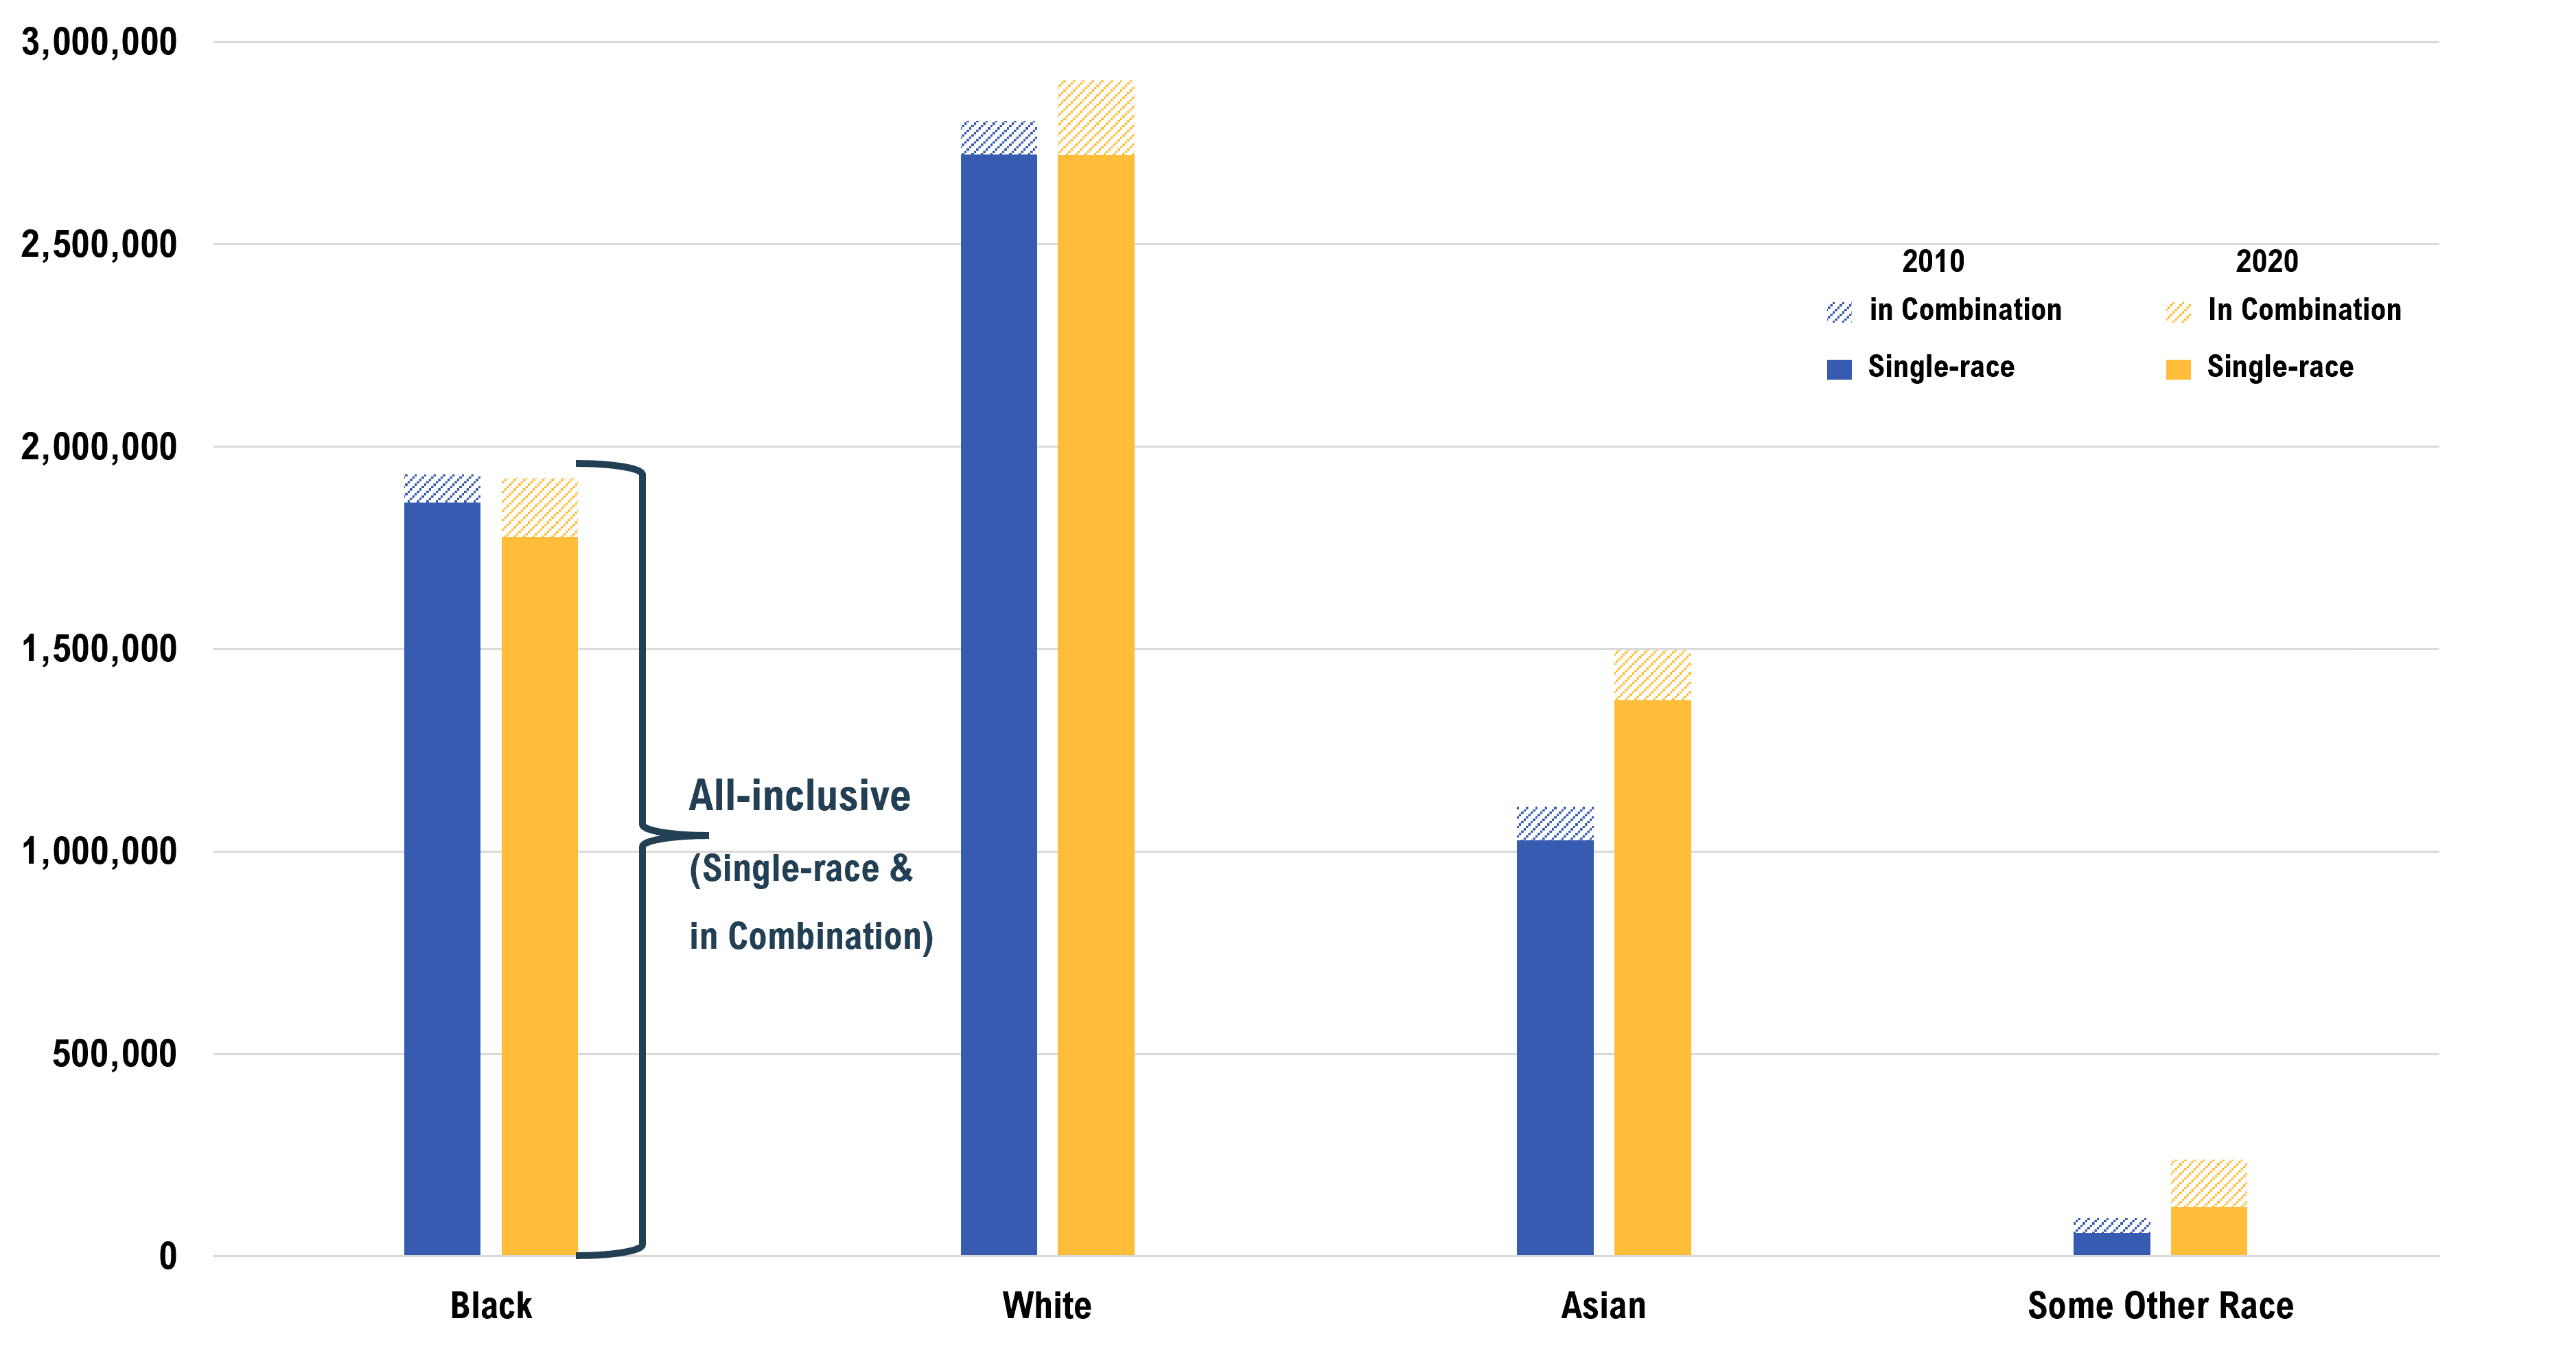 3,000,000
2,500,000
2,000,000
1,500,000
1,000,000
500,000
0
2010
2020
in Combination
In Combination
Single-race
Single-race
All-inclusive
(Single-race &
in Combination)
Black
White
Asian
Some Other Race